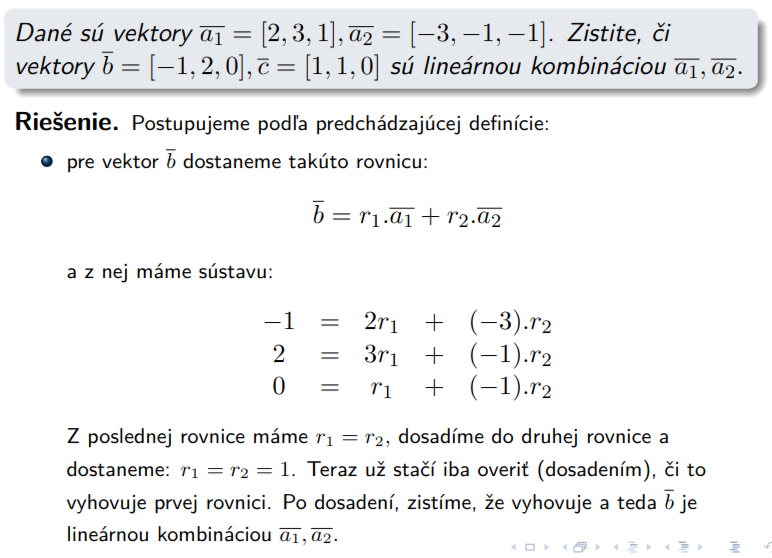 Dané sú vektory $\overline{a_1} = [2, 3, 1], \overline{a_2} = [-3, -1, -1]$. Zistite, či
vektory $\overline{b} = [-1, 2, 0], \overline{c} = [1, 1, 0]$ sú lineárnou kombináciou $\overline{a_1}, \overline{a_2}$.
Riešenie. Postupujeme podľa predchádzajúcej definície:
pre vektor $\overline{b}$ dostaneme takúto rovnicu:
$\overline{b} = r_1.\overline{a_1} + r_2.\overline{a_2}$
a z nej máme sústavu:
$-1 = 2r_1 + (-3).r_2$
$2 = 3r_1 + (-1).r_2$
$0 = r_1 + (-1).r_2$
Z poslednej rovnice máme $r_1 = r_2$, dosadíme do druhej rovnice a
dostaneme: $r_1 = r_2 = 1$. Teraz už stačí iba overiť (dosadením), či to
vyhovuje prvej rovnici. Po dosadení, zistíme, že vyhovuje a teda $\overline{b}$ je
lineárnou kombináciou $\overline{a_1}, \overline{a_2}$.